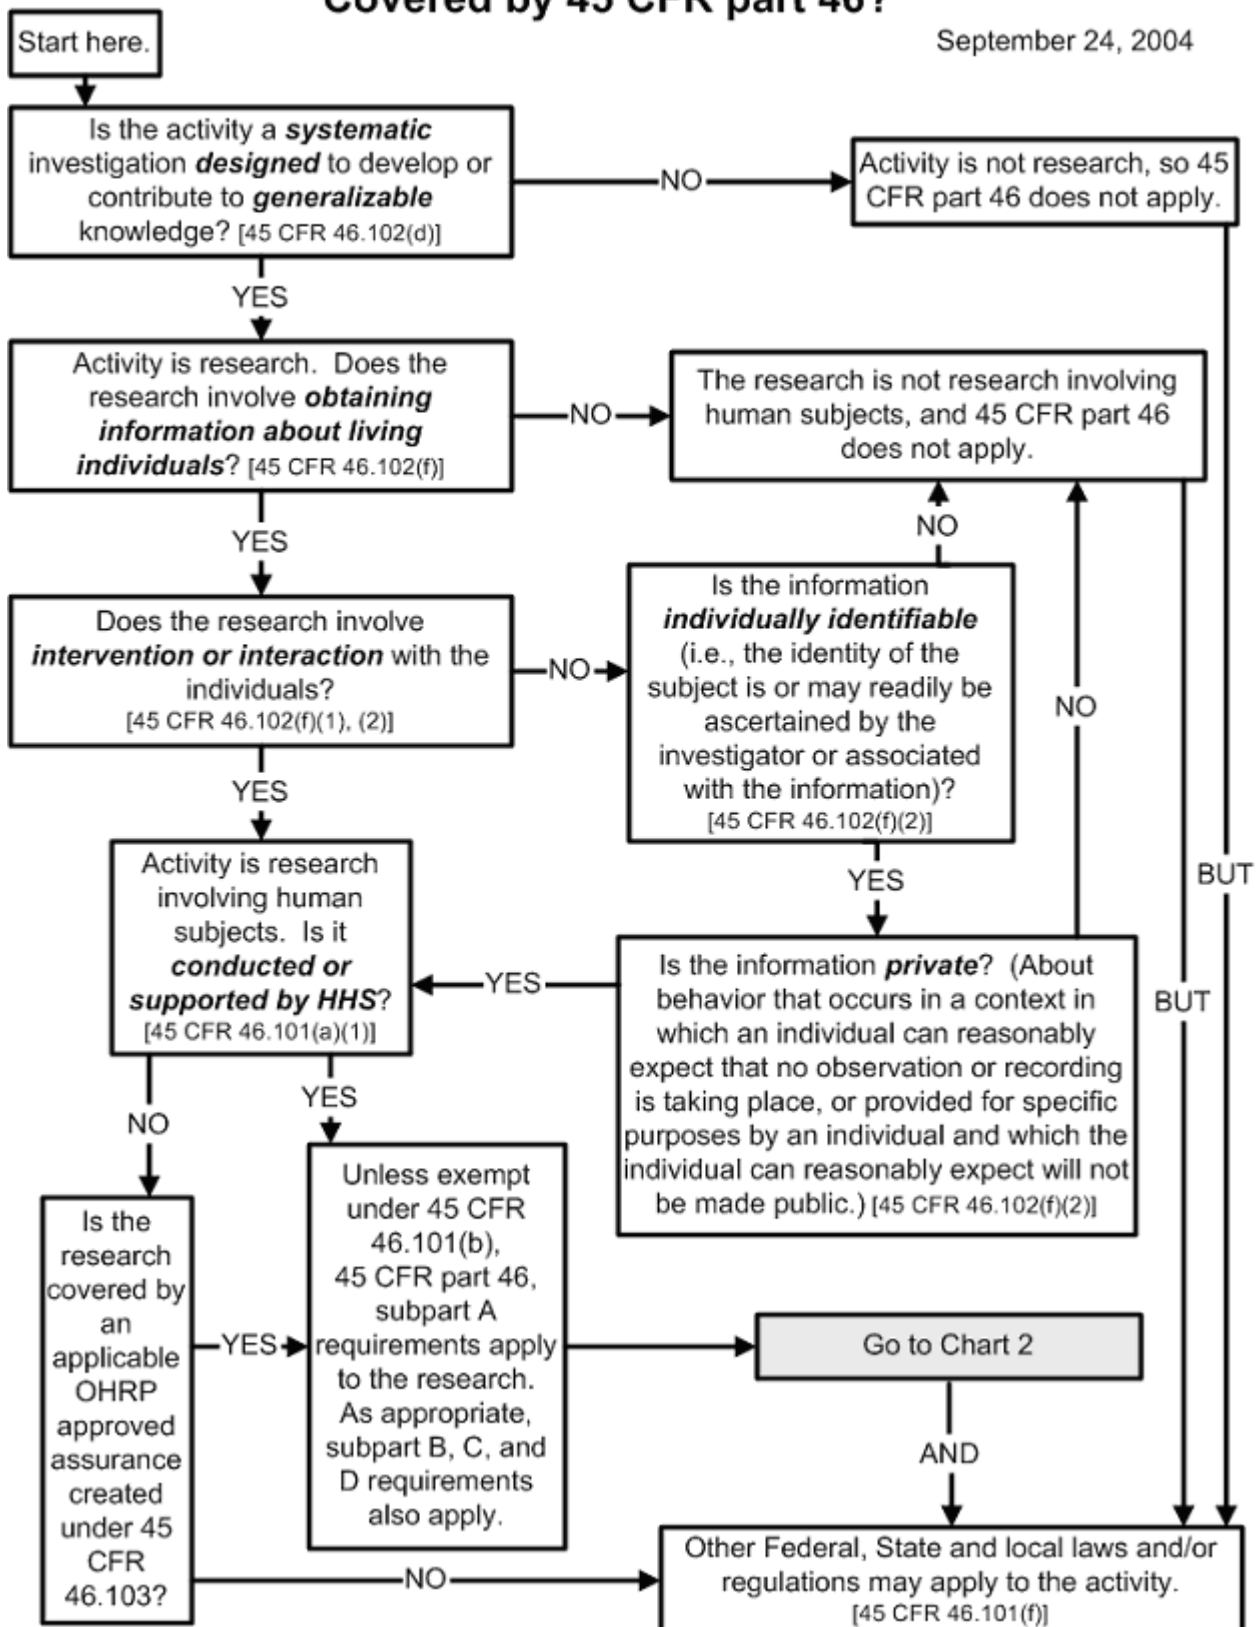 Covered by 45 CFR part 46?
September 24, 2004
Start here.
Is the activity a systematic
investigation designed to develop or
contribute to generalizable
knowledge? [45 CFR 46.102(d)]
NO
Activity is not research, so 45
CFR part 46 does not apply.
YES
Activity is research. Does the
research involve obtaining
information about living
individuals? [45 CFR 46.102(f)]
NO
The research is not research involving
human subjects, and 45 CFR part 46
does not apply.
YES
NO
Does the research involve
intervention or interaction with the
individuals?
[45 CFR 46.102(f)(1), (2)]
NO
Is the information
individually identifiable
(i.e., the identity of the
subject is or may readily be
ascertained by the
investigator or associated
with the information)?
[45 CFR 46.102(f)(2)]
NO
YES
YES
BUT
Activity is research
involving human
subjects. Is it
conducted or
supported by HHS?
[45 CFR 46.101(a)(1)]
YES
Is the information private? (About
behavior that occurs in a context in
which an individual can reasonably
expect that no observation or recording
is taking place, or provided for specific
purposes by an individual and which the
individual can reasonably expect will not
be made public.) [45 CFR 46.102(f)(2)]
BUT
NO
YES
Is the
research
covered by
an
applicable
OHRP
approved
assurance
created
under 45
CFR
46.103?
YES
Unless exempt
under 45 CFR
46.101(b),
45 CFR part 46,
subpart A
requirements apply
to the research.
As appropriate,
subpart B, C, and
D requirements
also apply.
Go to Chart 2
AND
NO
Other Federal, State and local laws and/or
regulations may apply to the activity.
[45 CFR 46.101(f)]